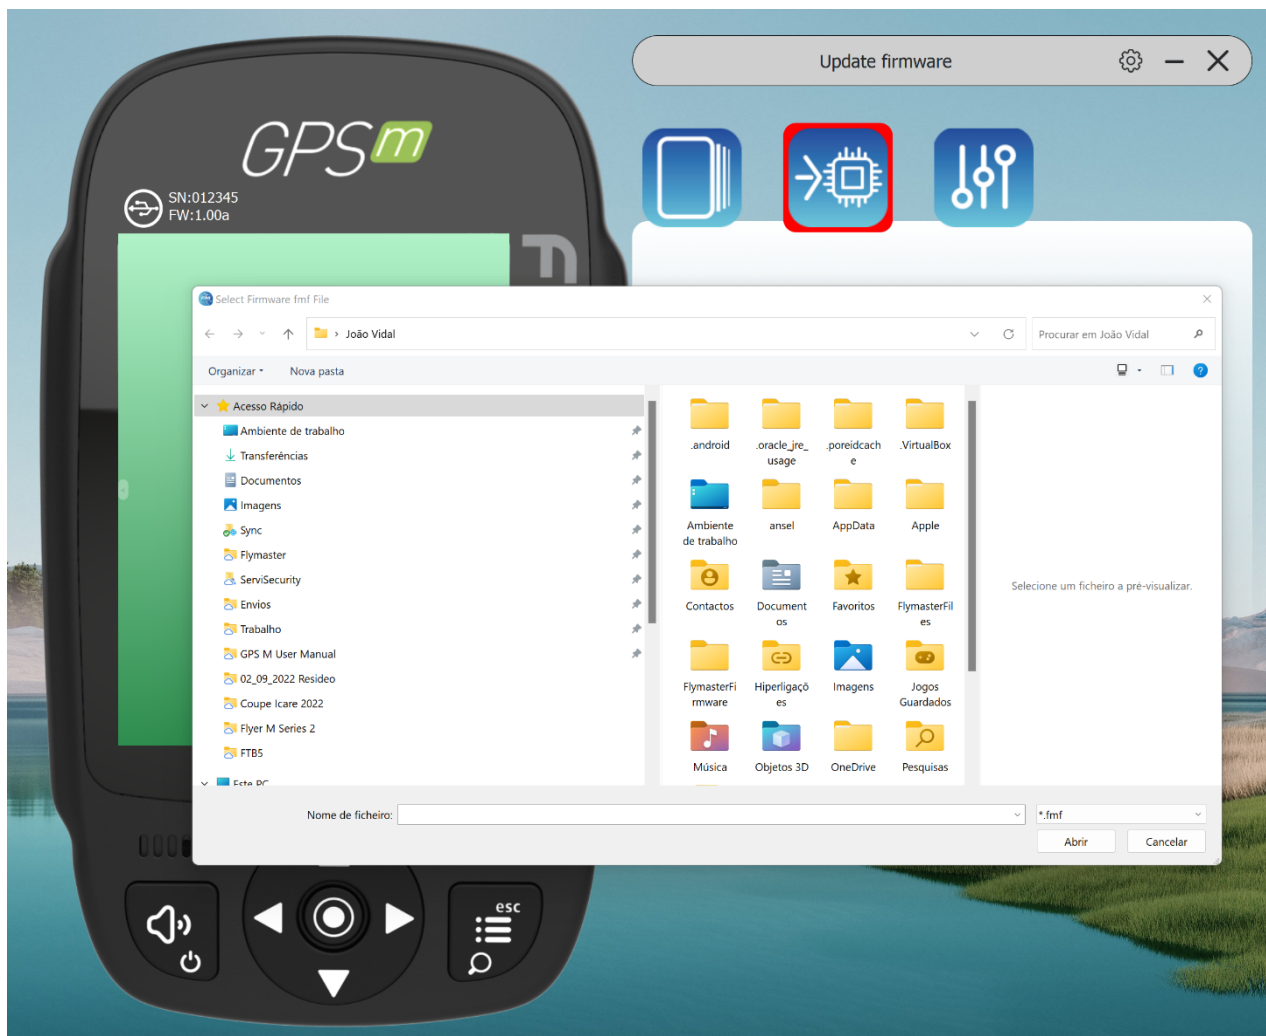 Update firmware
GPSm
SN:012345
FW:1.00a
Select Firmware fmf File
João Vidal
Procurar em João Vidal
Organizar
Nova pasta
Acesso Rápido
Ambiente de trabalho
Transferências
Documentos
Imagens
Sync
Flymaster
ServiSecurity
Envios
Trabalho
GPS M User Manual
02_09_2022 Resideo
Coupe Icare 2022
Flyer M Series 2
FTB5
Este PC
.android
.oracle_jre_
usage
.poreidcach
e
.VirtualBox
Ambiente
de trabalho
ansel
AppData
Apple
Contactos
Document
os
Favoritos
FlymasterFil
es
FlymasterFi
rmware
Hiperligaçõ
es
Imagens
Jogos
Guardados
Música
Objetos 3D
OneDrive
Pesquisas
Selecione um ficheiro a pré-visualizar.
Nome de ficheiro:
*.fmf
Abrir
Cancelar
esc